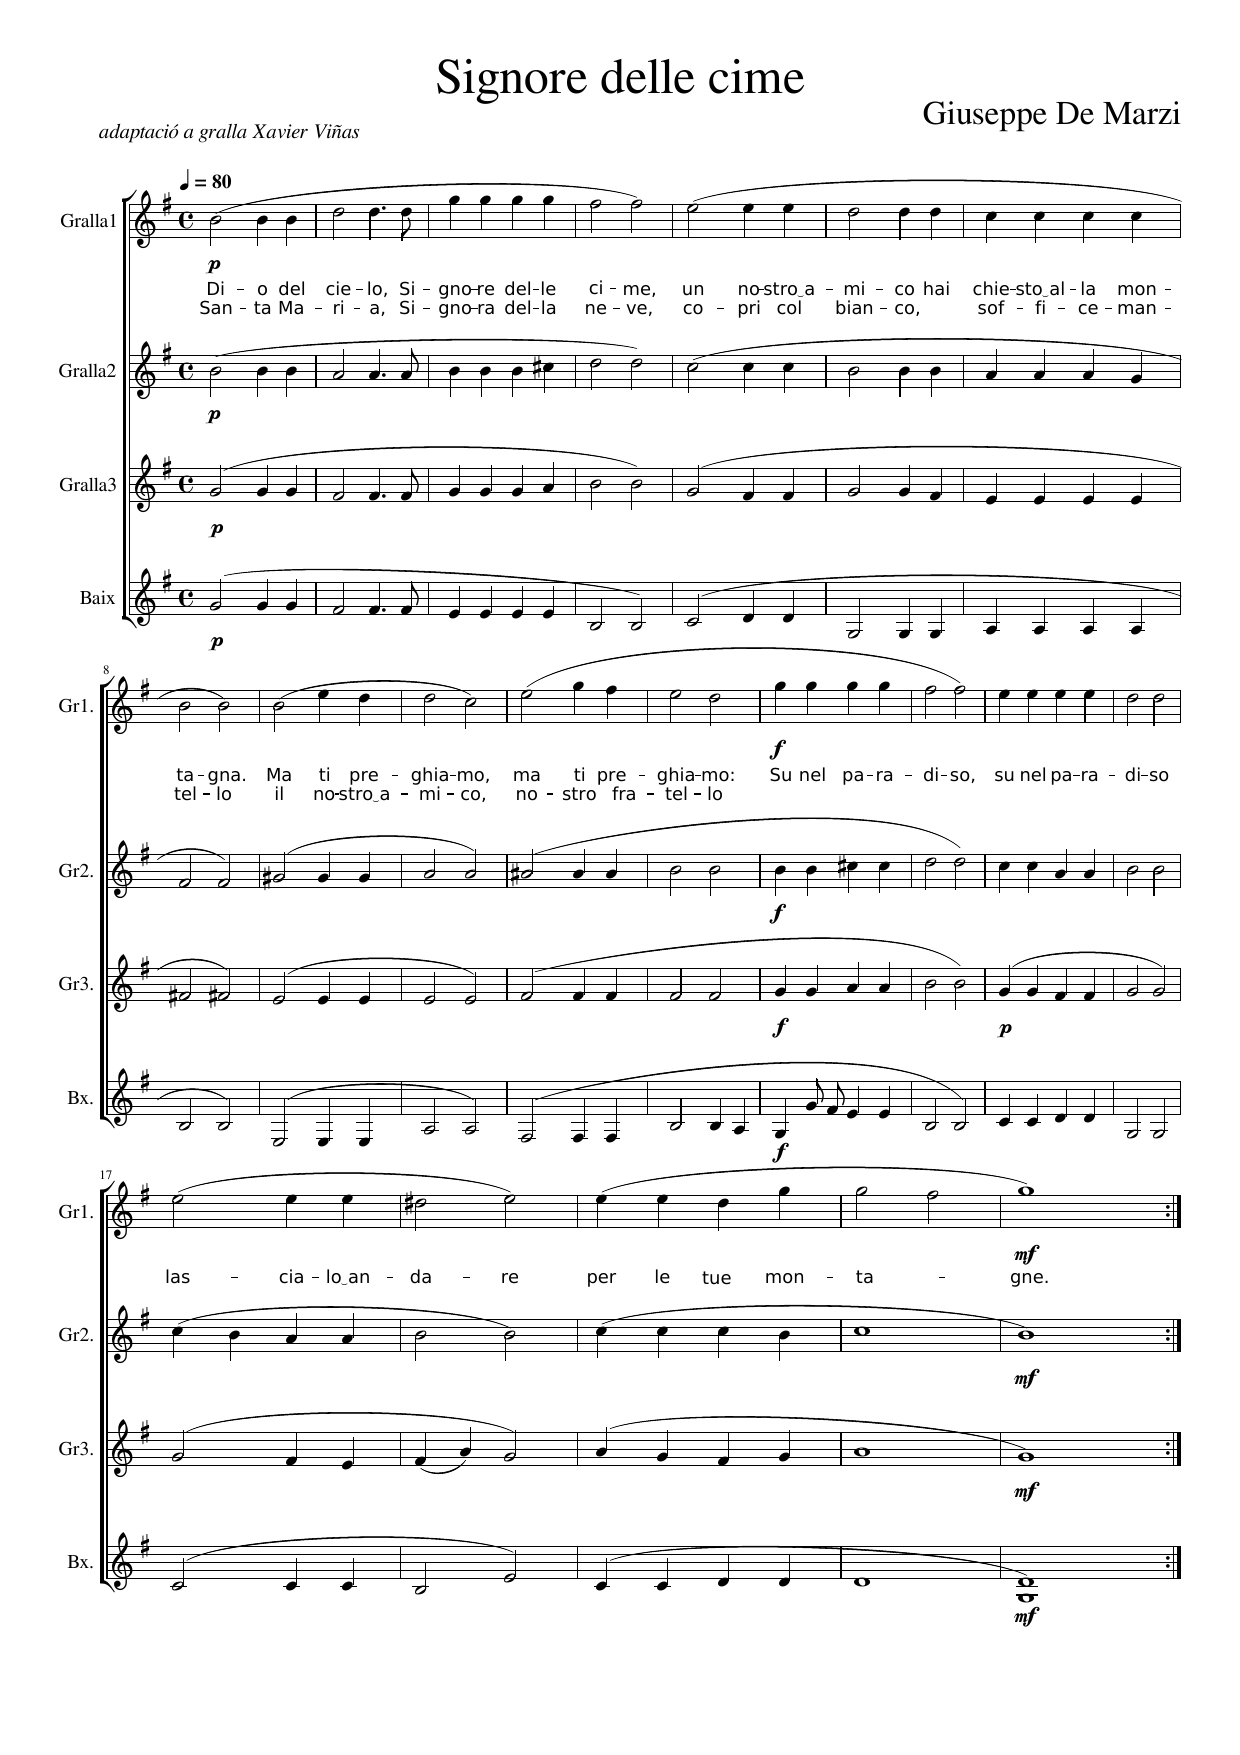 Signore delle cime
Giuseppe De Marzi
adaptació a gralla Xavier Viñas
♩ = 80
Gralla1
p
Di – o del cie – lo, Si – gno – re del – le ci – me, un no – stro‿a – mi – co hai chie – sto‿al – la mon –
San – ta Ma – ri – a, Si – gno – ra del – la ne – ve, co – pri col bian – co, sof – fi – ce – man –
Gralla2
p
Gralla3
p
Baix
p
8
Gr1.
f
ta – gna. Ma ti pre – ghia – mo, ma ti pre – ghia – mo: Su nel pa – ra – di – so, su nel pa – ra – di – so
tel – lo il no – stro‿a – mi – co, no – stro fra – tel – lo
Gr2.
f
Gr3.
f p
Bx.
f
17
Gr1.
mf
las – cia – lo‿an – da – re per le tue mon – ta – gne.
Gr2.
mf
Gr3.
mf
Bx.
mf